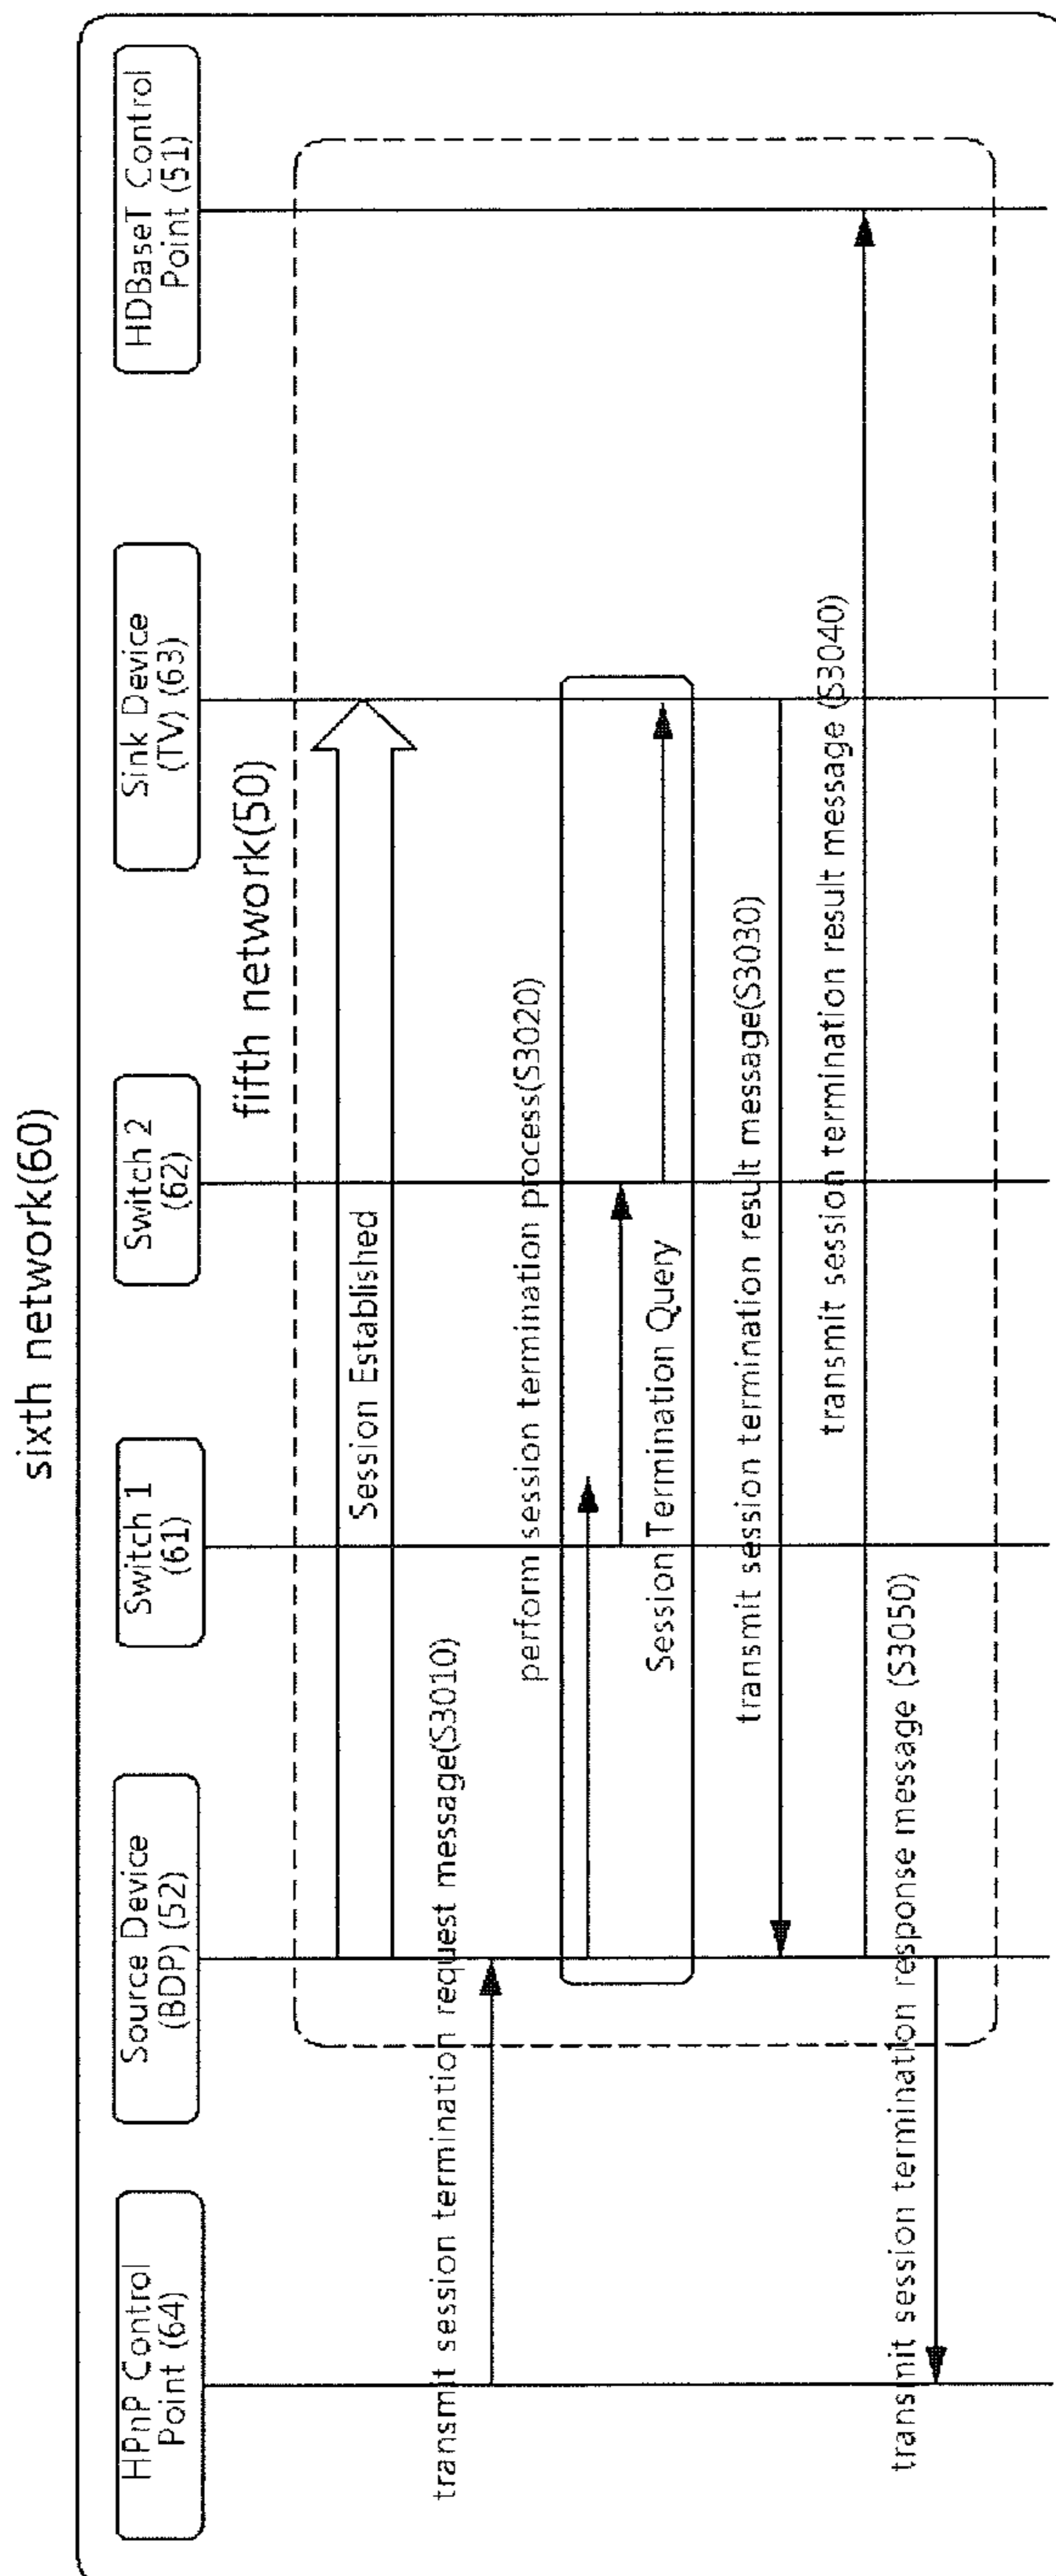 sixth network(60)
HPnP Control
Point (64)
Source Device
(BDP) (52)
Switch 1
(61)
Switch 2
(62)
Sink Device
(TV) (63)
HDBaseT Control
Point (51)
fifth network(50)
Session Established
transmit session termination request message(S3010)
perform session termination process(S3020)
Session Termination Query
transmit session termination result message(S3030)
transmit session termination result message (S3040)
transmit session termination response message (S3050)